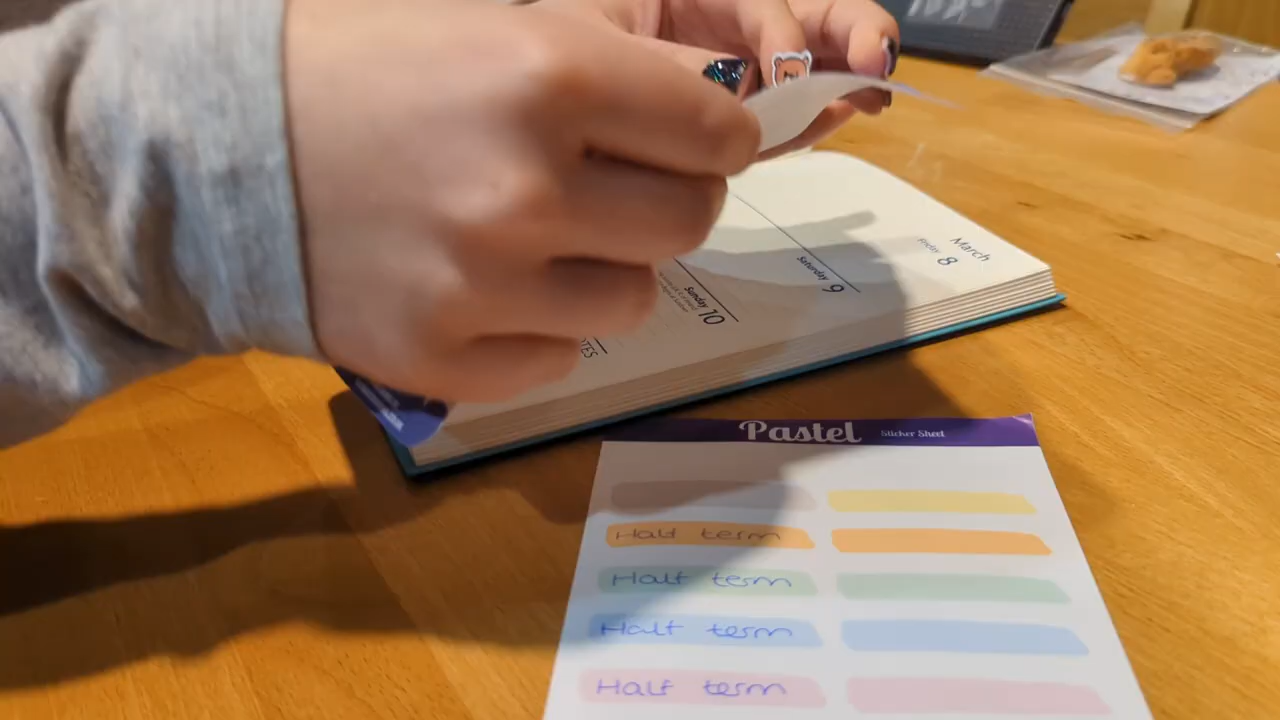 March
Friday 8
Saturday 9
Sunday 10
Pastel Sticker Sheet
Half term
Half term
Half term
Half term